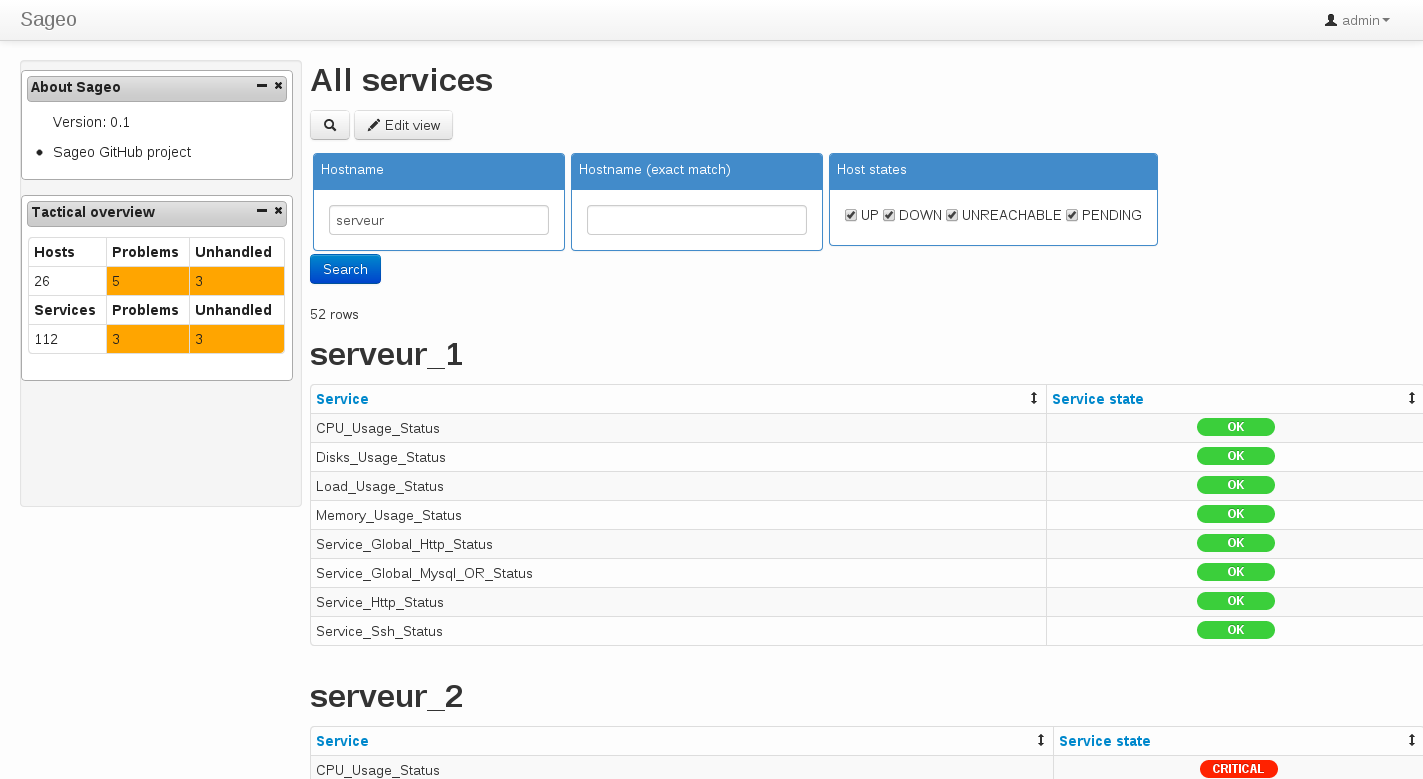 Sageo
admin
About Sageo
Version: 0.1
Sageo GitHub project
Tactical overview
Hosts Problems Unhandled
26 5 3
Services Problems Unhandled
112 3 3
All services
Edit view
Hostname
serveur
Hostname (exact match)
Host states
UP DOWN UNREACHABLE PENDING
Search
52 rows
serveur_1
Service Service state
CPU_Usage_Status OK
Disks_Usage_Status OK
Load_Usage_Status OK
Memory_Usage_Status OK
Service_Global_Http_Status OK
Service_Global_Mysql_OR_Status OK
Service_Http_Status OK
Service_Ssh_Status OK
serveur_2
Service Service state
CPU_Usage_Status CRITICAL